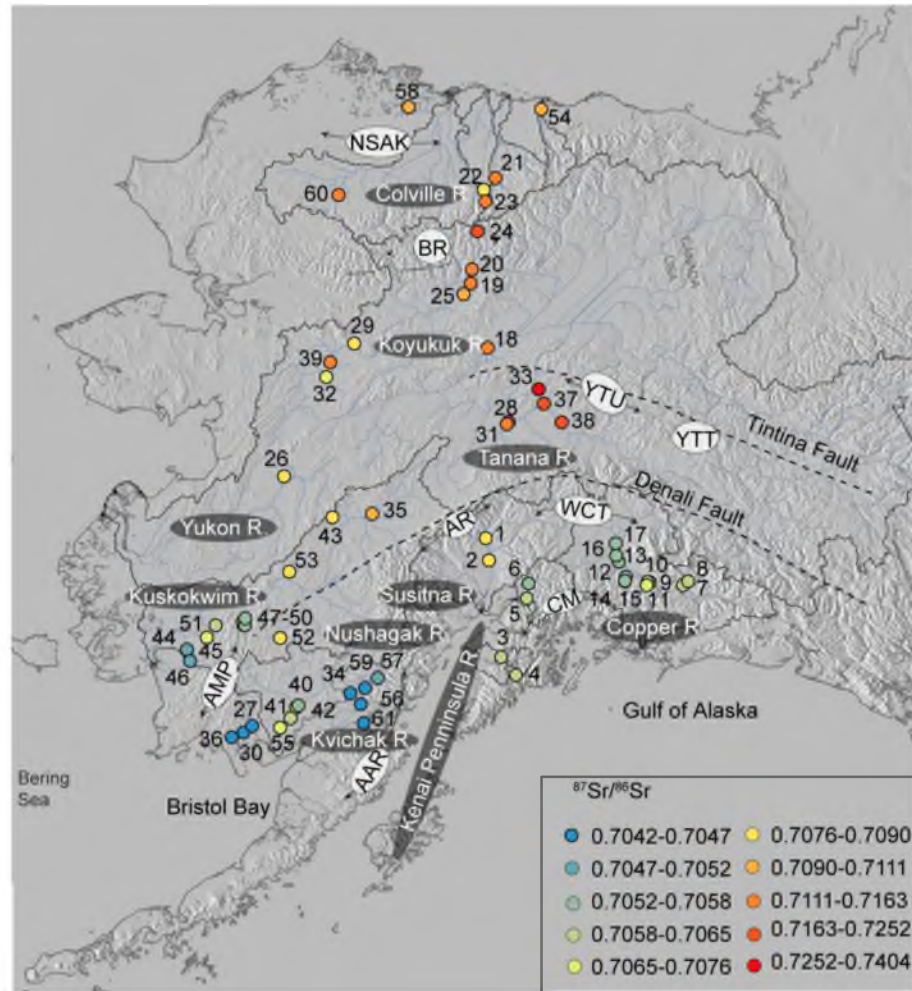 58
54
NSAK
21
22
60
Colville R
23
24
BR
20
19
25
CANADA
USA
29
Koyukuk R
18
39
32
33
37
YTU
28
38
31
YTT
Tintina Fault
Tanana R
26
Denali Fault
35
AR
WCT
Yukon R
43
1
17
16
13
2
53
6
12
10
8
Kuskokwim R
Susitna R
9
7
5
CM
14
15
11
51
47-50
Nushagak R
Copper R
44
45
52
3
46
AMP
59
57
4
40
34
Kenai Penninsula R
27
41
42
56
Gulf of Alaska
61
36
30
55
Kvichak R
AAR
Bering
Sea
Bristol Bay
87Sr/86Sr
0.7042-0.7047
0.7076-0.7090
0.7047-0.7052
0.7090-0.7111
0.7052-0.7058
0.7111-0.7163
0.7058-0.7065
0.7163-0.7252
0.7065-0.7076
0.7252-0.7404